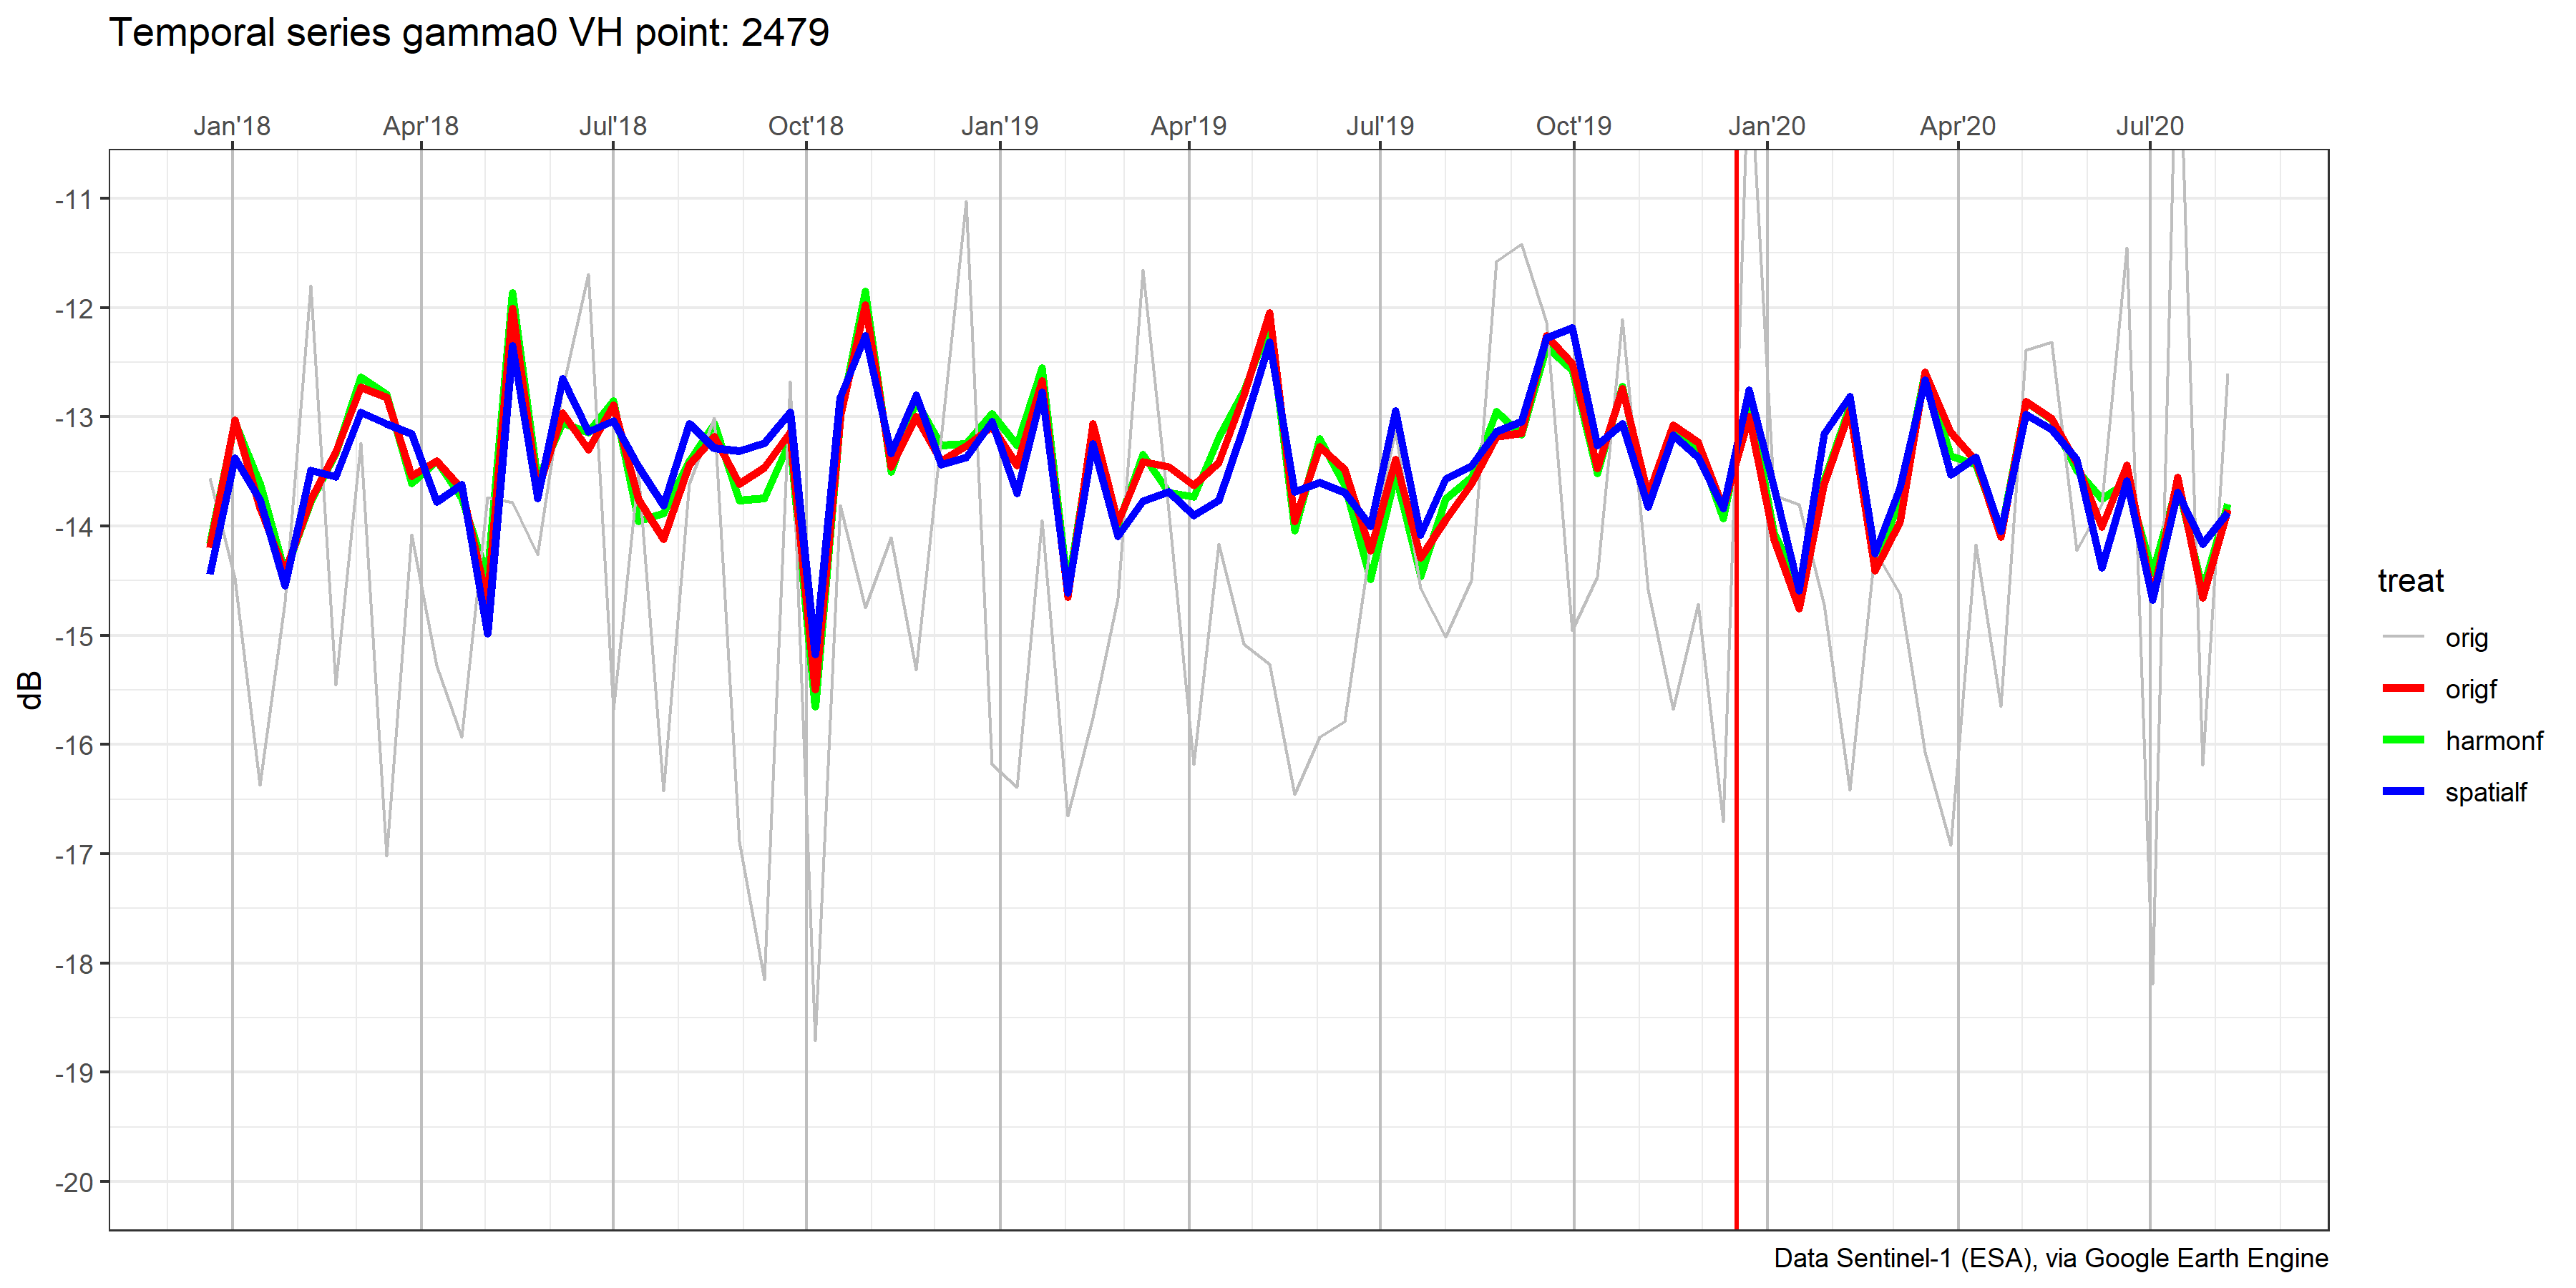 Temporal series gamma0 VH point: 2479
Jan'18 Apr'18 Jul'18 Oct'18 Jan'19 Apr'19 Jul'19 Oct'19 Jan'20 Apr'20 Jul'20
-11
-12
-13
-14
-15
-16
-17
-18
-19
-20
dB
treat
orig
origf
harmonf
spatialf
Data Sentinel-1 (ESA), via Google Earth Engine